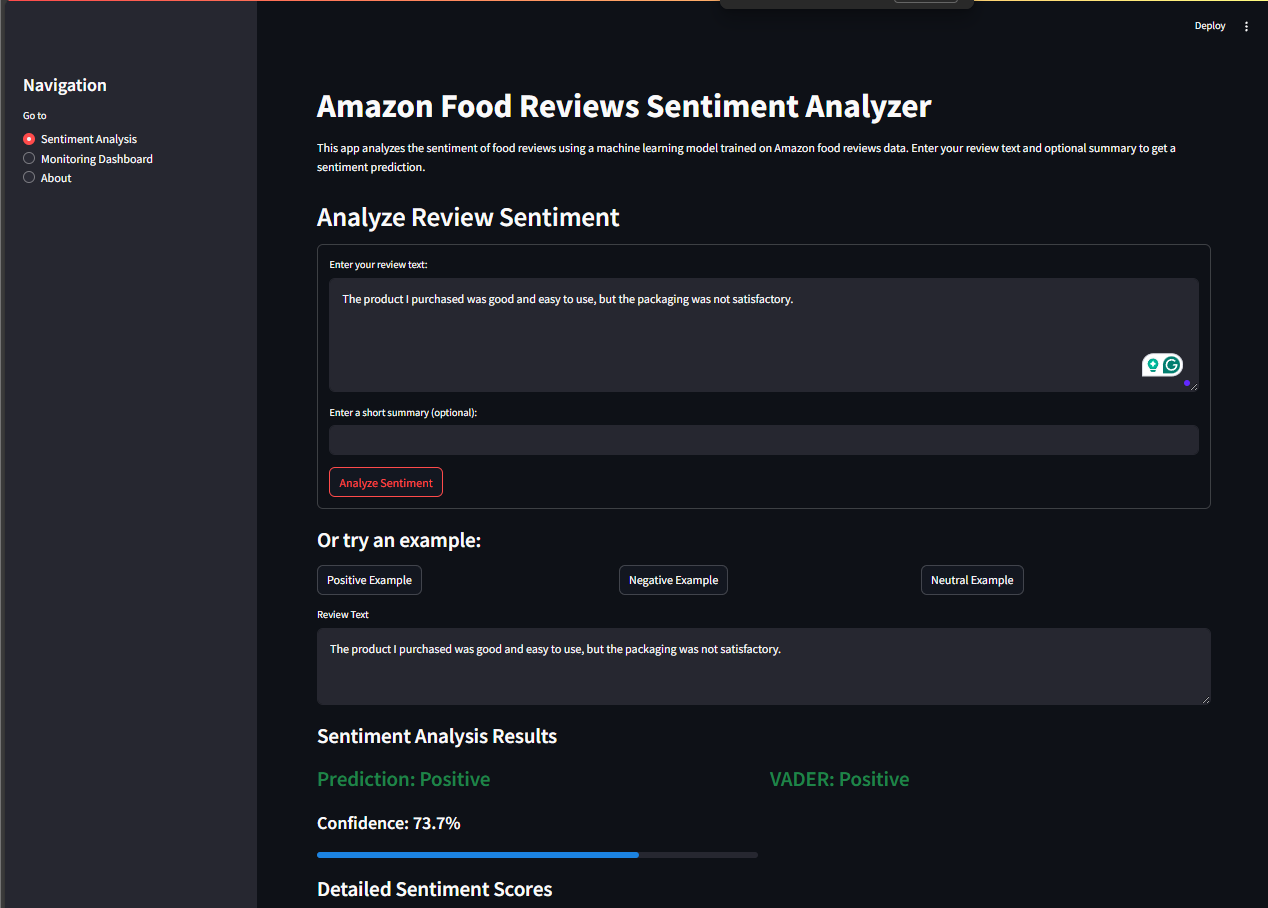 Deploy
Navigation
Go to
Sentiment Analysis
Monitoring Dashboard
About
Amazon Food Reviews Sentiment Analyzer
This app analyzes the sentiment of food reviews using a machine learning model trained on Amazon food reviews data. Enter your review text and optional summary to get a
sentiment prediction.
Analyze Review Sentiment
Enter your review text:
The product I purchased was good and easy to use, but the packaging was not satisfactory.
Enter a short summary (optional):
Analyze Sentiment
Or try an example:
Positive Example
Negative Example
Neutral Example
Review Text
The product I purchased was good and easy to use, but the packaging was not satisfactory.
Sentiment Analysis Results
Prediction: Positive
VADER: Positive
Confidence: 73.7%
Detailed Sentiment Scores